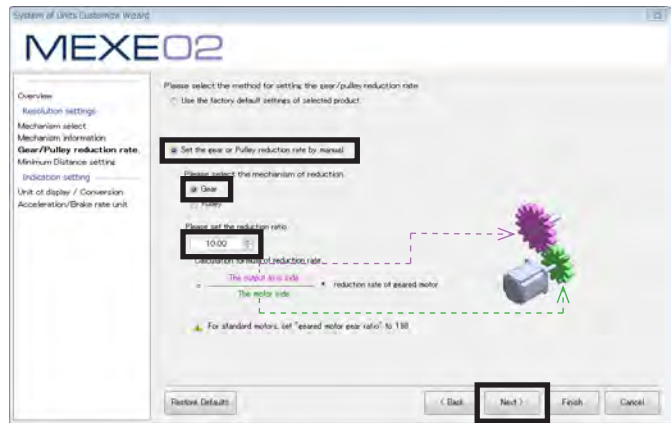 System of Units Customize Wizard
MEXE02
Overview
Resolution settings
Mechanism select
Mechanism information
Gear/Pulley reduction rate
Minimum Distance setting
Indication setting
Unit of display / Conversion
Acceleration/Brake rate unit
Please select the method for setting the gear/pulley reduction rate
Use the factory default settings of selected product.
Set the gear or Pulley reduction rate by manual
Please select the mechanism of reduction.
Gear
Pulley
Please set the reduction ratio
10.00
Calculation formula of reduction rate
The output axis side
= * reduction rate of geared motor
The motor side
For standard motors, set "geared motor gear ratio" to 1.00
Restore Defaults
< Back
Next >
Finish
Cancel